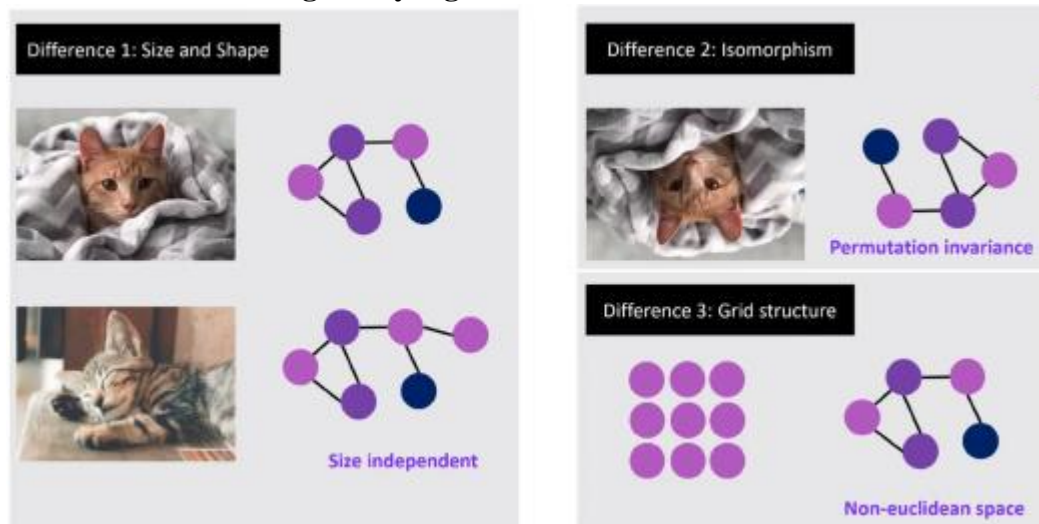 Difference 1: Size and Shape
Size independent
Difference 2: Isomorphism
Permutation invariance
Difference 3: Grid structure
Non-euclidean space